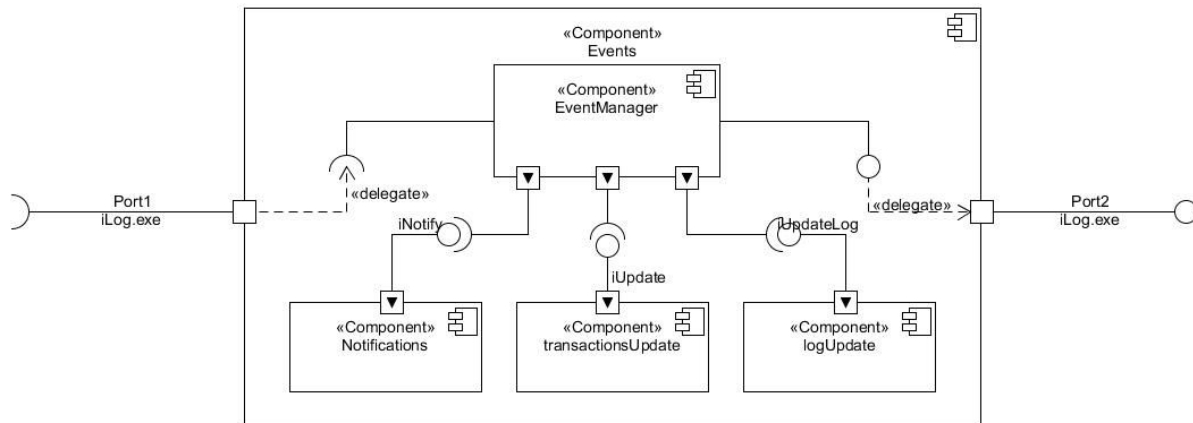 «Component»
Events
«Component»
EventManager
«delegate»
Port1
iLog.exe
«delegate»
Port2
iLog.exe
iNotify
iUpdateLog
iUpdate
«Component»
Notifications
«Component»
transactionsUpdate
«Component»
logUpdate